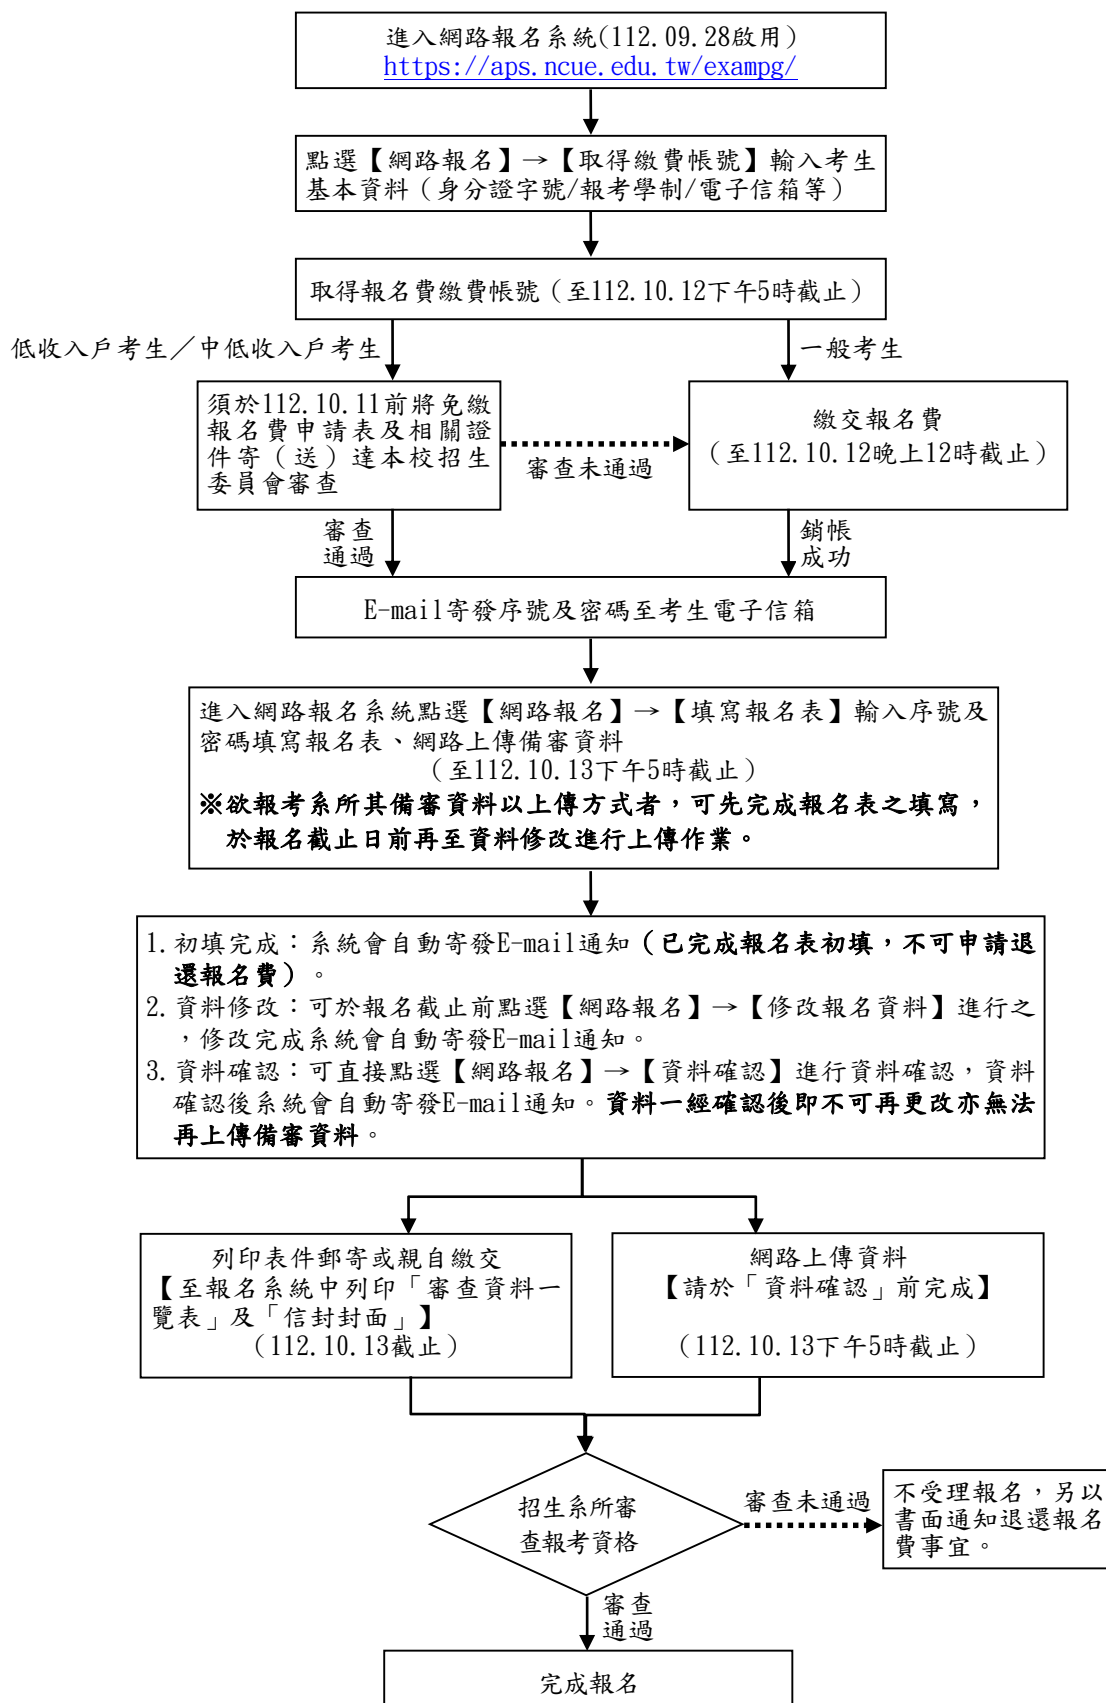 進入網路報名系統(112.09.28啟用)
https://aps.ncue.edu.tw/exampg/
點選【網路報名】→【取得繳費帳號】輸入考生
基本資料（身分證字號/報考學制/電子信箱等）
取得報名費繳費帳號（至112.10.12下午5時截止）
低收入戶考生／中低收入戶考生
一般考生
須於112.10.11前將免繳
報名費申請表及相關證
件寄（送）達本校招生
委員會審查
審查未通過
繳交報名費
（至112.10.12晚上12時截止）
審查
通過
銷帳
成功
E-mail寄發序號及密碼至考生電子信箱
進入網路報名系統點選【網路報名】→【填寫報名表】輸入序號及
密碼填寫報名表、網路上傳備審資料
（至112.10.13下午5時截止）
※欲報考系所其備審資料以上傳方式者，可先完成報名表之填寫，
於報名截止日前再至資料修改進行上傳作業。
1.初填完成：系統會自動寄發E-mail通知（已完成報名表初填，不可申請退
還報名費）。
2.資料修改：可於報名截止前點選【網路報名】→【修改報名資料】進行之
，修改完成系統會自動寄發E-mail通知。
3.資料確認：可直接點選【網路報名】→【資料確認】進行資料確認，資料
確認後系統會自動寄發E-mail通知。資料一經確認後即不可再更改亦無法
再上傳備審資料。
列印表件郵寄或親自繳交
【至報名系統中列印「審查資料一
覽表」及「信封封面」】
（112.10.13截止）
網路上傳資料
【請於「資料確認」前完成】
（112.10.13下午5時截止）
招生系所審
查報考資格
審查未通過
不受理報名，另以
書面通知退還報名
費事宜。
審查
通過
完成報名